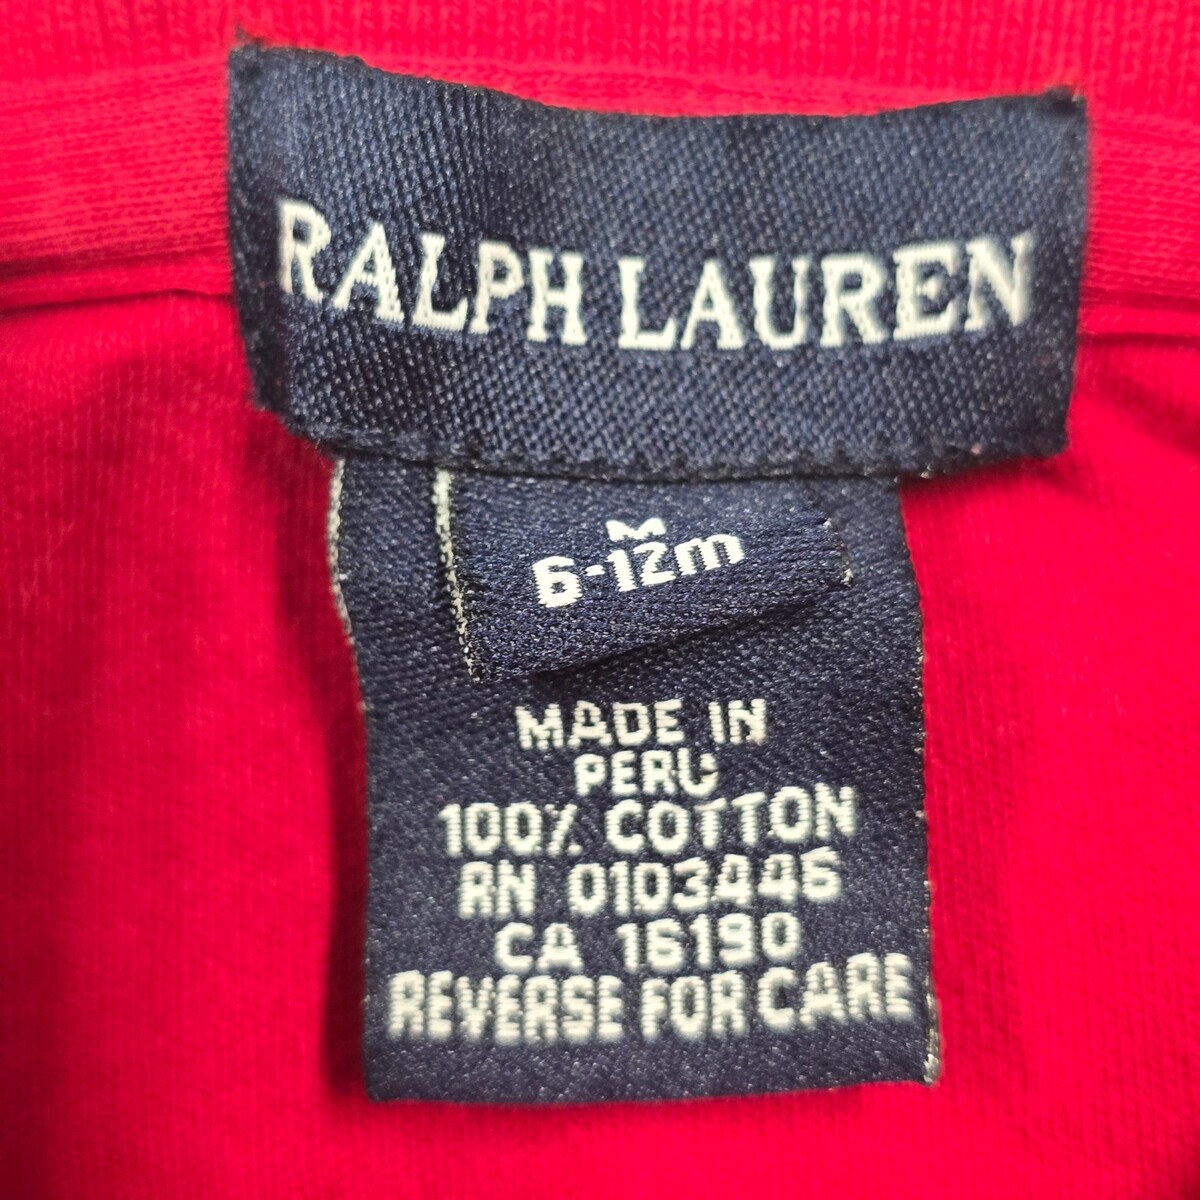 RALPH LAUREN
M
6-12m
MADE IN
PERU
100% COTTON
RN 0103446
CA 16190
REVERSE FOR CARE